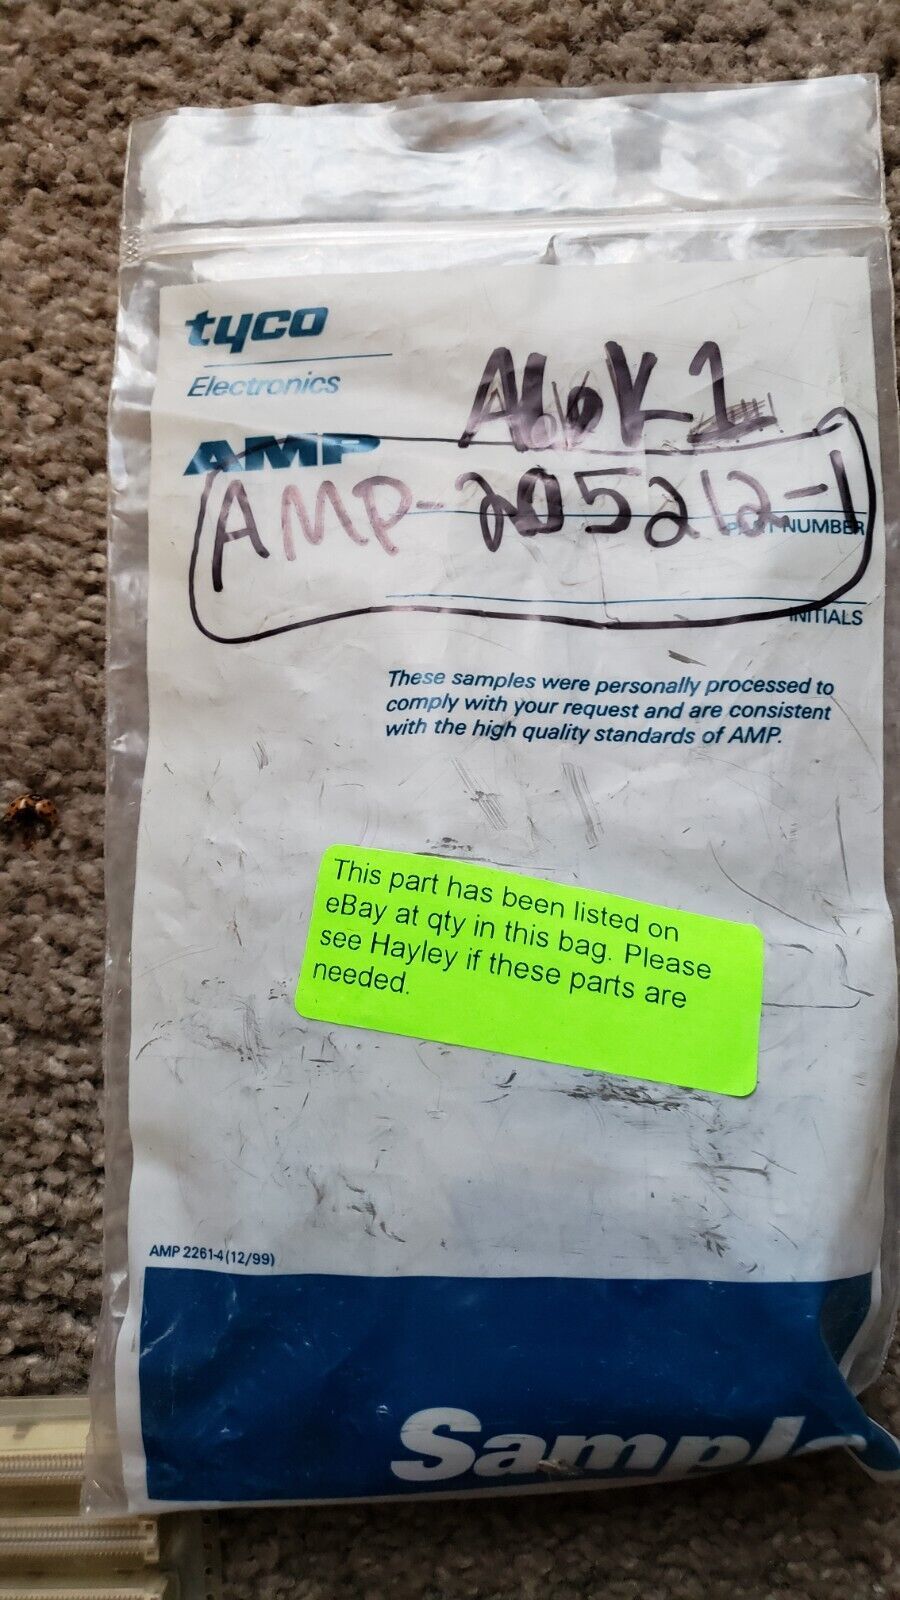 tyco
Electronics
AMP
AMP-205212-1
PART NUMBER
INITIALS
These samples were personally processed to
comply with your request and are consistent
with the high quality standards of AMP.
This part has been listed on
eBay at qty in this bag. Please
see Hayley if these parts are
needed.
AMP 2261-4 (12/99)
Sample